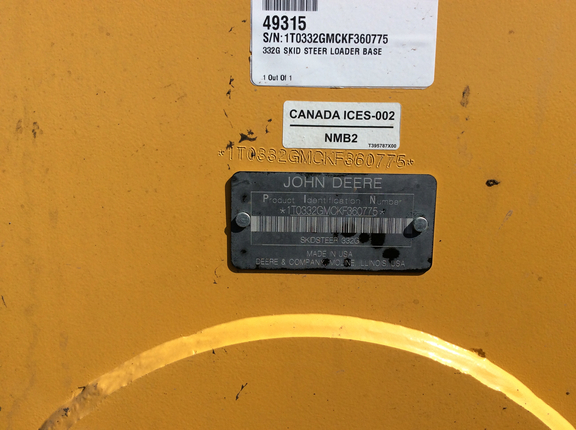 49315
S/N:1T0332GMCKF360775
332G SKID STEER LOADER BASE
1 Out Of 1
CANADA ICES-002
NMB2
T395787X00
*1T0332GMCKF360775*
JOHN DEERE
Product Identification Number
*1T0332GMCKF360775*
SKIDSTEER 332G
MADE IN USA
DEERE & COMPANY MOLINE ILLINOIS USA